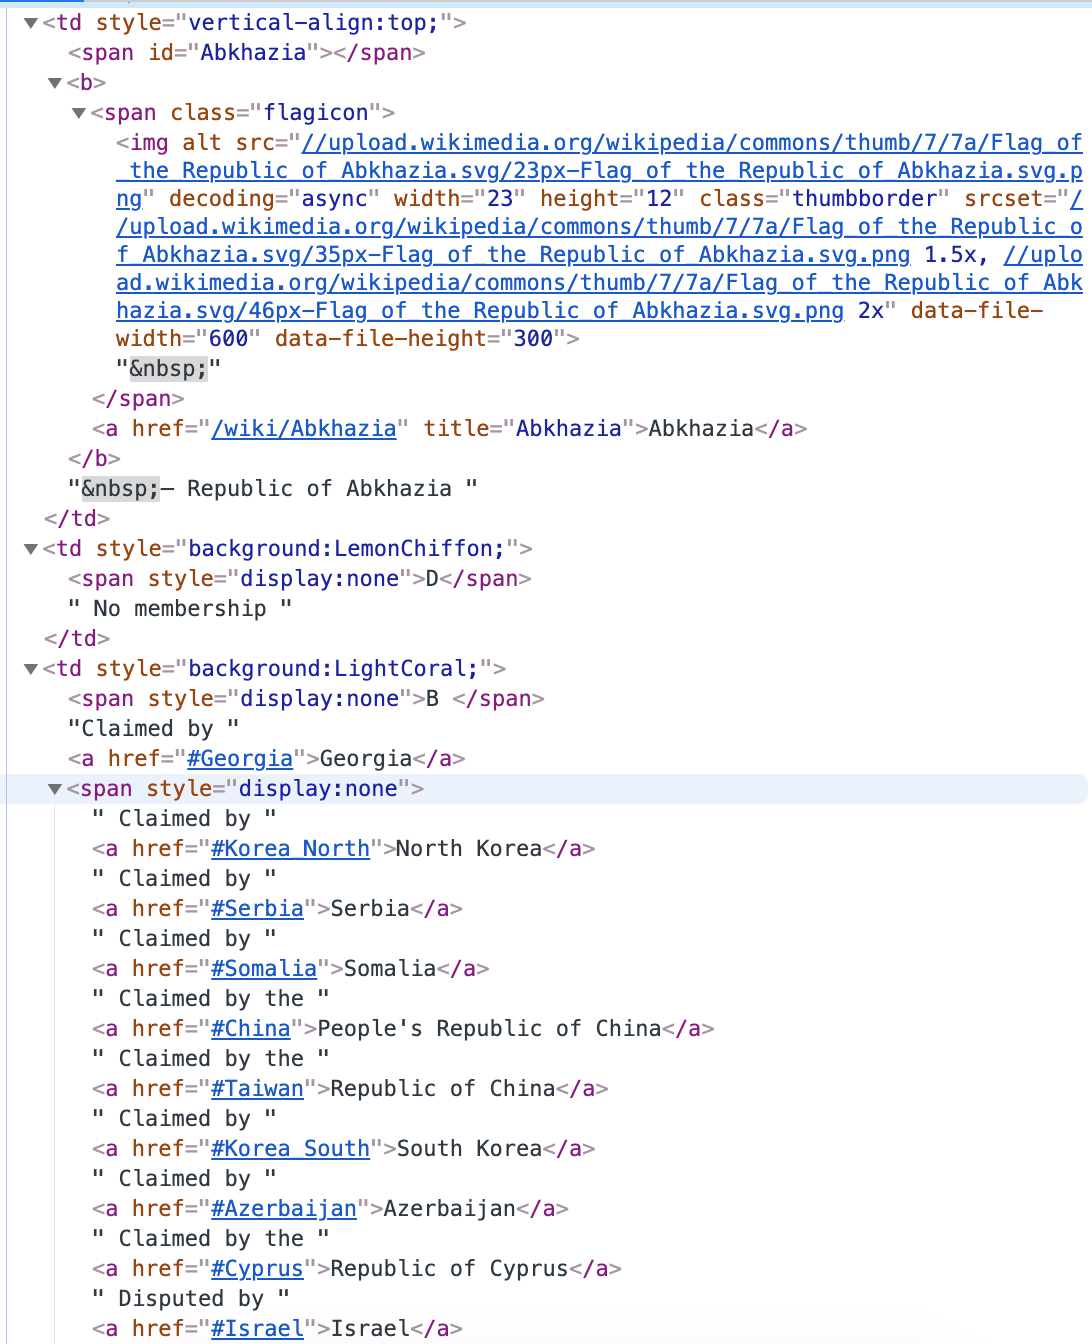 ▼<td style="vertical-align:top;">
<span id="Abkhazia"></span>
▼<b>
▼<span class="flagicon">
<img alt src="//upload.wikimedia.org/wikipedia/commons/thumb/7/7a/Flag_of
_the_Republic_of_Abkhazia.svg/23px-Flag_of_the_Republic_of_Abkhazia.svg.p
ng" decoding="async" width="23" height="12" class="thumbborder" srcset="/
/upload.wikimedia.org/wikipedia/commons/thumb/7/7a/Flag_of_the_Republic_o
f_Abkhazia.svg/35px-Flag_of_the_Republic_of_Abkhazia.svg.png 1.5x, //uplo
ad.wikimedia.org/wikipedia/commons/thumb/7/7a/Flag_of_the_Republic_of_Abk
hazia.svg/46px-Flag_of_the_Republic_of_Abkhazia.svg.png 2x" data-file-
width="600" data-file-height="300">
"&nbsp;"
</span>
<a href="/wiki/Abkhazia" title="Abkhazia">Abkhazia</a>
</b>
"&nbsp;– Republic of Abkhazia "
</td>
▼<td style="background:LemonChiffon;">
<span style="display:none">D</span>
" No membership "
</td>
▼<td style="background:LightCoral;">
<span style="display:none">B </span>
"Claimed by "
<a href="#Georgia">Georgia</a>
▼<span style="display:none">
" Claimed by "
<a href="#Korea_North">North Korea</a>
" Claimed by "
<a href="#Serbia">Serbia</a>
" Claimed by "
<a href="#Somalia">Somalia</a>
" Claimed by the "
<a href="#China">People's Republic of China</a>
" Claimed by the "
<a href="#Taiwan">Republic of China</a>
" Claimed by "
<a href="#Korea_South">South Korea</a>
" Claimed by "
<a href="#Azerbaijan">Azerbaijan</a>
" Claimed by the "
<a href="#Cyprus">Republic of Cyprus</a>
" Disputed by "
<a href="#Israel">Israel</a>